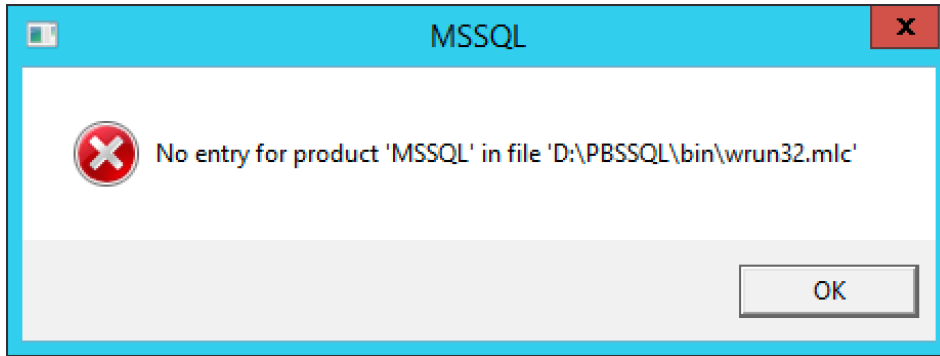 MSSQL
x
No entry for product 'MSSQL' in file 'D:\PBSSQL\bin\wrun32.mlc'
OK